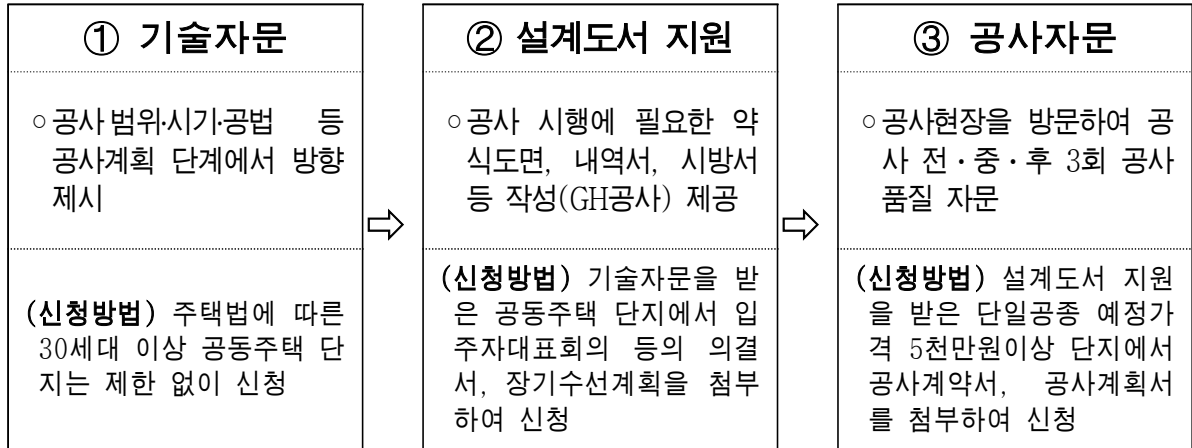 ① 기술자문
○ 공사 범위·시기·공법 등
공사계획 단계에서 방향
제시
(신청방법) 주택법에 따른
30세대 이상 공동주택 단
지는 제한 없이 신청
⇨
② 설계도서 지원
○ 공사 시행에 필요한 약
식도면, 내역서, 시방서
등 작성(GH공사) 제공
(신청방법) 기술자문을 받
은 공동주택 단지에서 입
주자대표회의 등의 의결
서, 장기수선계획을 첨부
하여 신청
⇨
③ 공사자문
○ 공사현장을 방문하여 공
사 전·중·후 3회 공사
품질 자문
(신청방법) 설계도서 지원
을 받은 단일공종 예정가
격 5천만원이상 단지에서
공사계약서, 공사계획서
를 첨부하여 신청